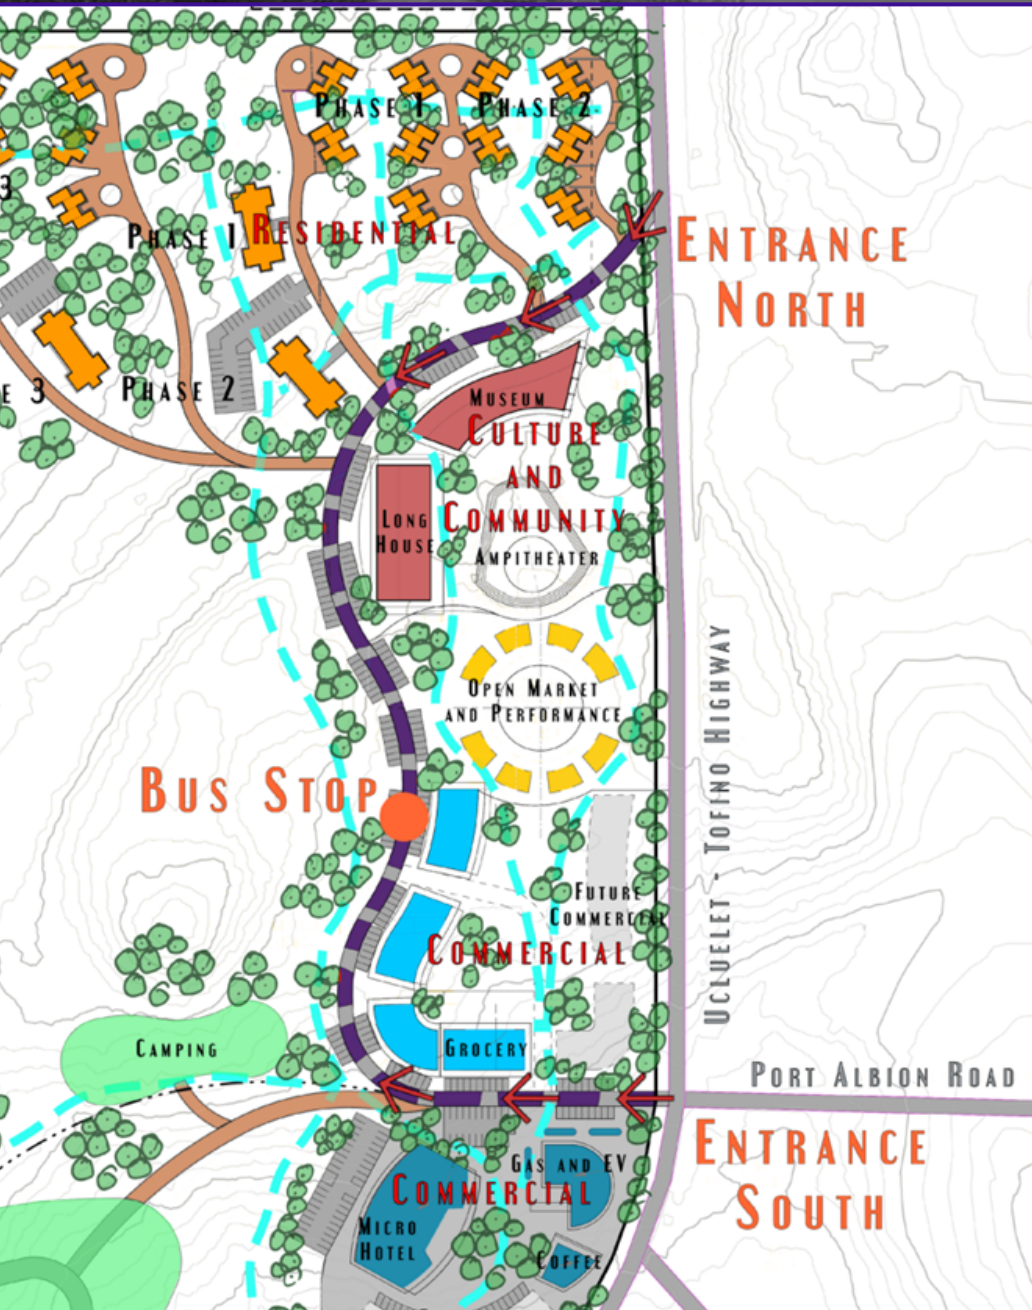 PHASE 1
PHASE 2
3
PHASE 1
RESIDENTIAL
ENTRANCE
NORTH
E 3
PHASE 2
MUSEUM
CULTURE
AND
COMMUNITY
LONG
HOUSE
AMPITHEATER
OPEN MARKET
AND PERFORMANCE
UCLUELET - TOFINO HIGHWAY
BUS STOP
FUTURE
COMMERCIAL
COMMERCIAL
CAMPING
GROCERY
PORT ALBION ROAD
ENTRANCE
SOUTH
GAS AND EV
COMMERCIAL
MICRO
HOTEL
COFFEE